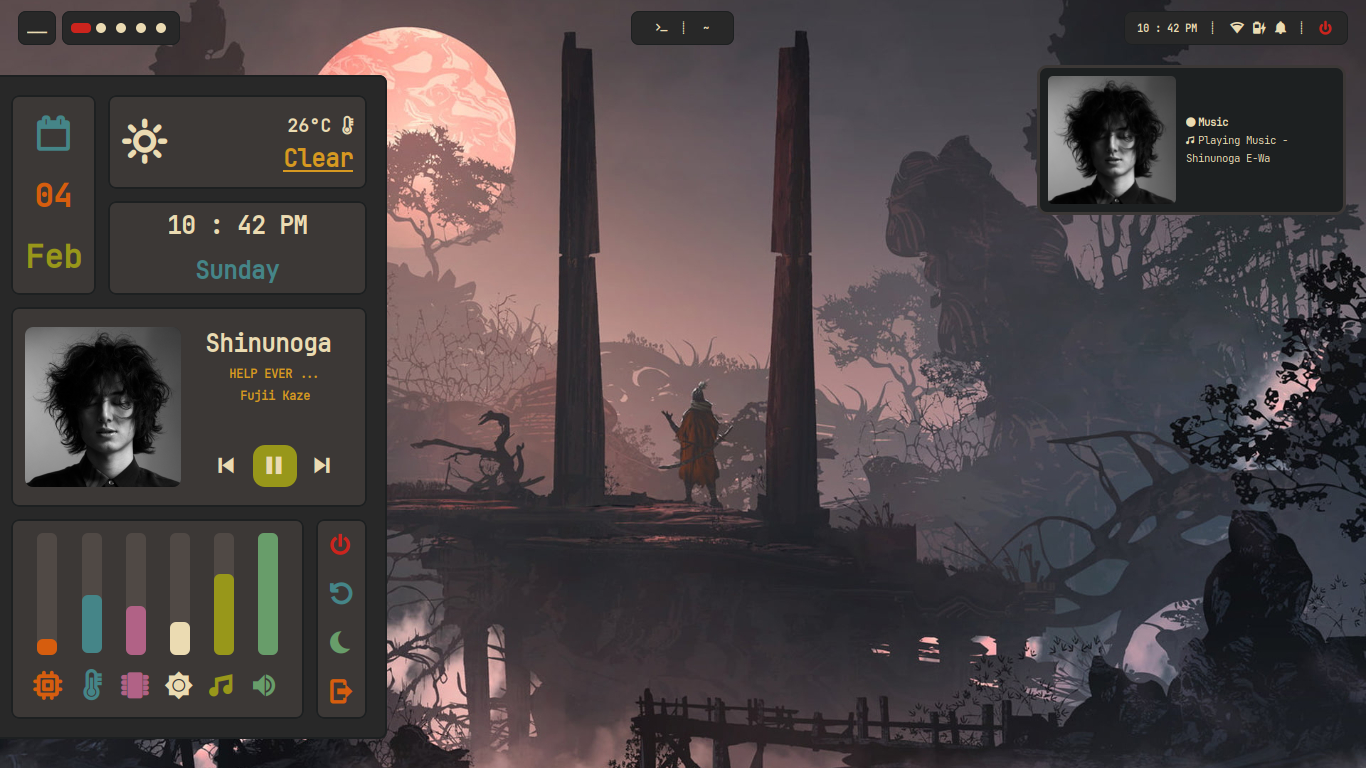 >_ | ~
10 : 42 PM
04
Feb
26°C
Clear
10 : 42 PM
Sunday
Shinunoga
HELP EVER ...
Fujii Kaze
Music
Playing Music -
Shinunoga E-Wa